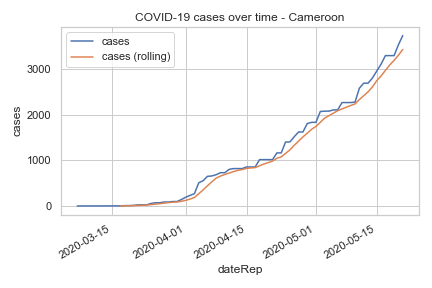 COVID-19 cases over time - Cameroon
cases
cases (rolling)
cases
3000
2000
1000
0
2020-03-15
2020-04-01
2020-04-15
2020-05-01
2020-05-15
dateRep